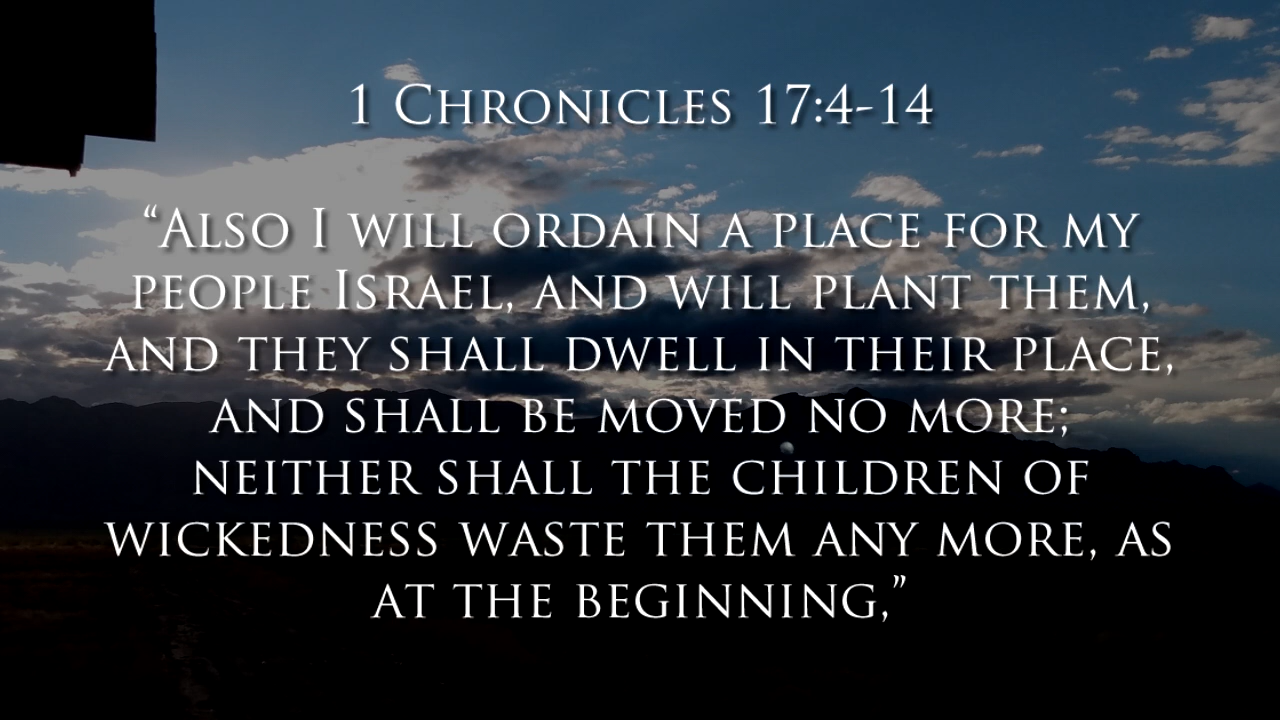 1 Chronicles 17:4-14
“Also I will ordain a place for my
people Israel, and will plant them,
and they shall dwell in their place,
and shall be moved no more;
neither shall the children of
wickedness waste them any more, as
at the beginning,”